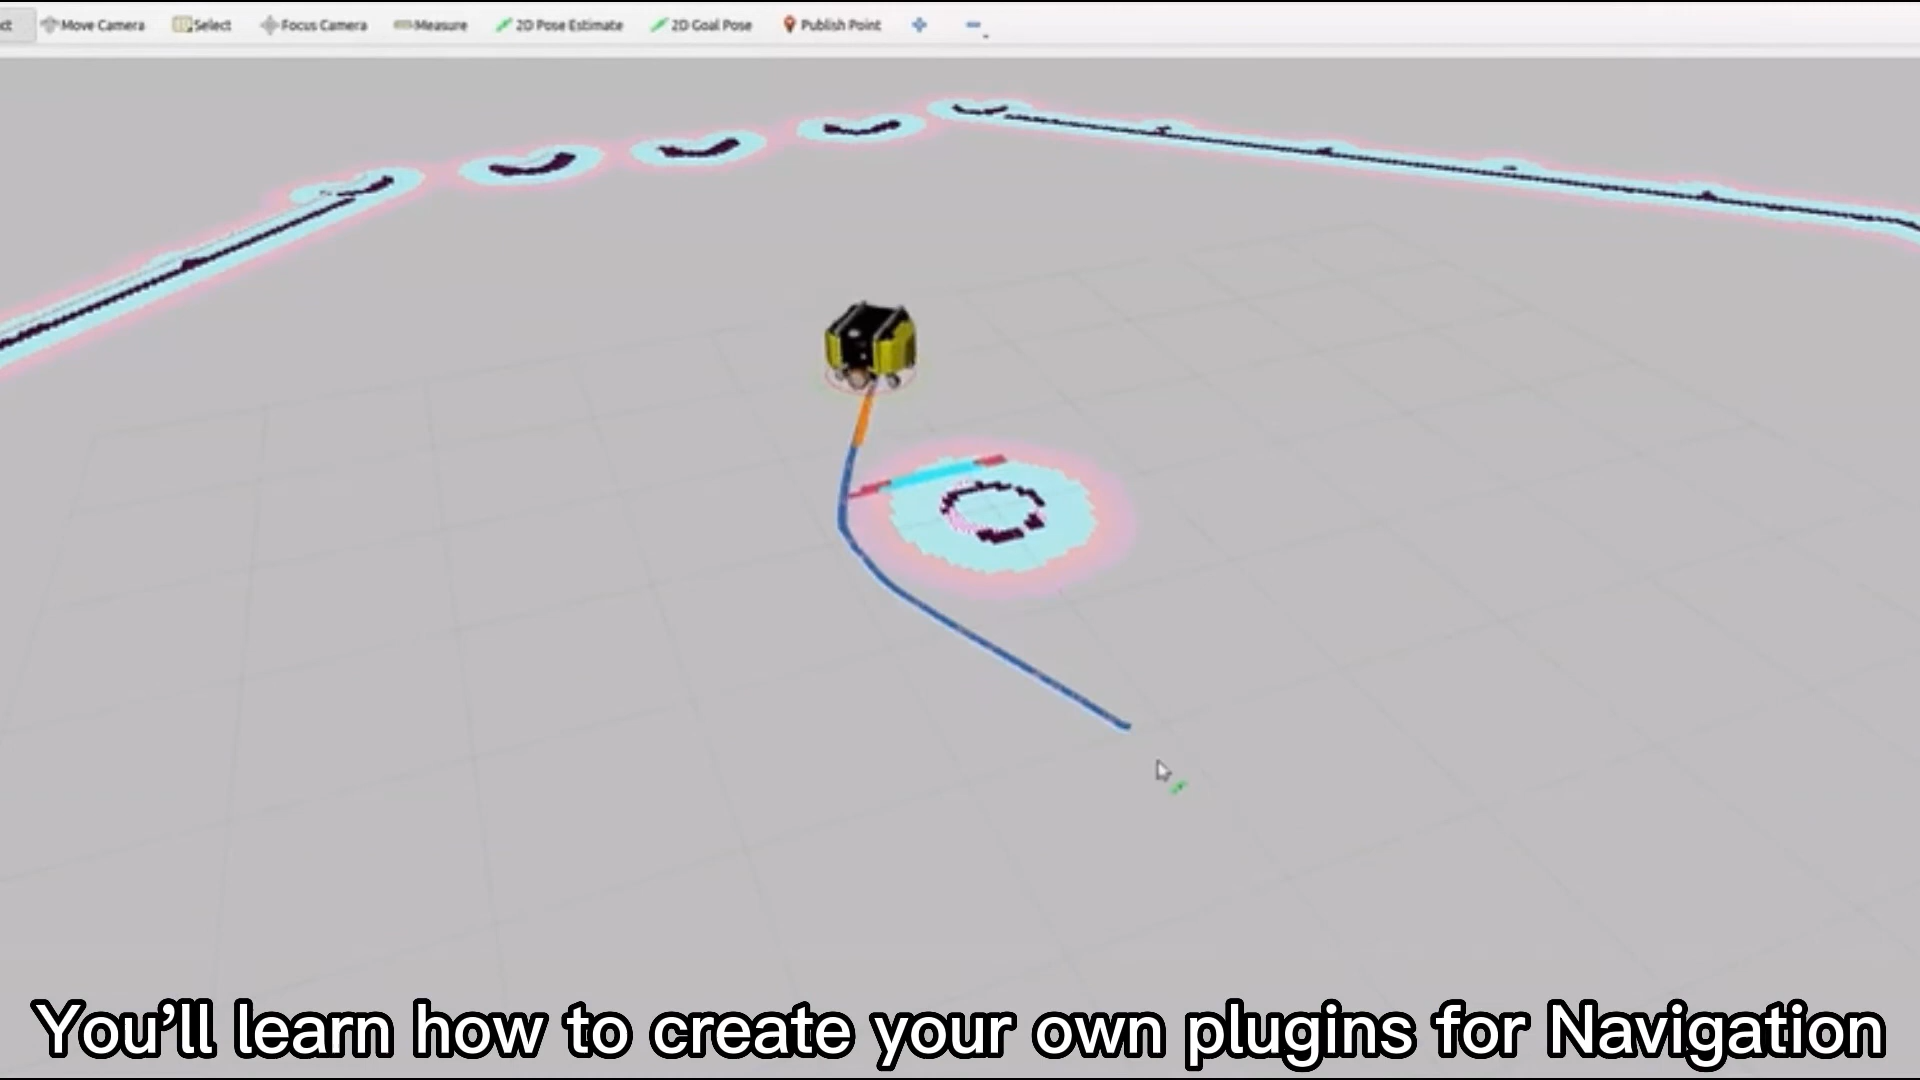 ct Move Camera Select Focus Camera Measure 2D Pose Estimate 2D Goal Pose Publish Point
You'll learn how to create your own plugins for Navigation